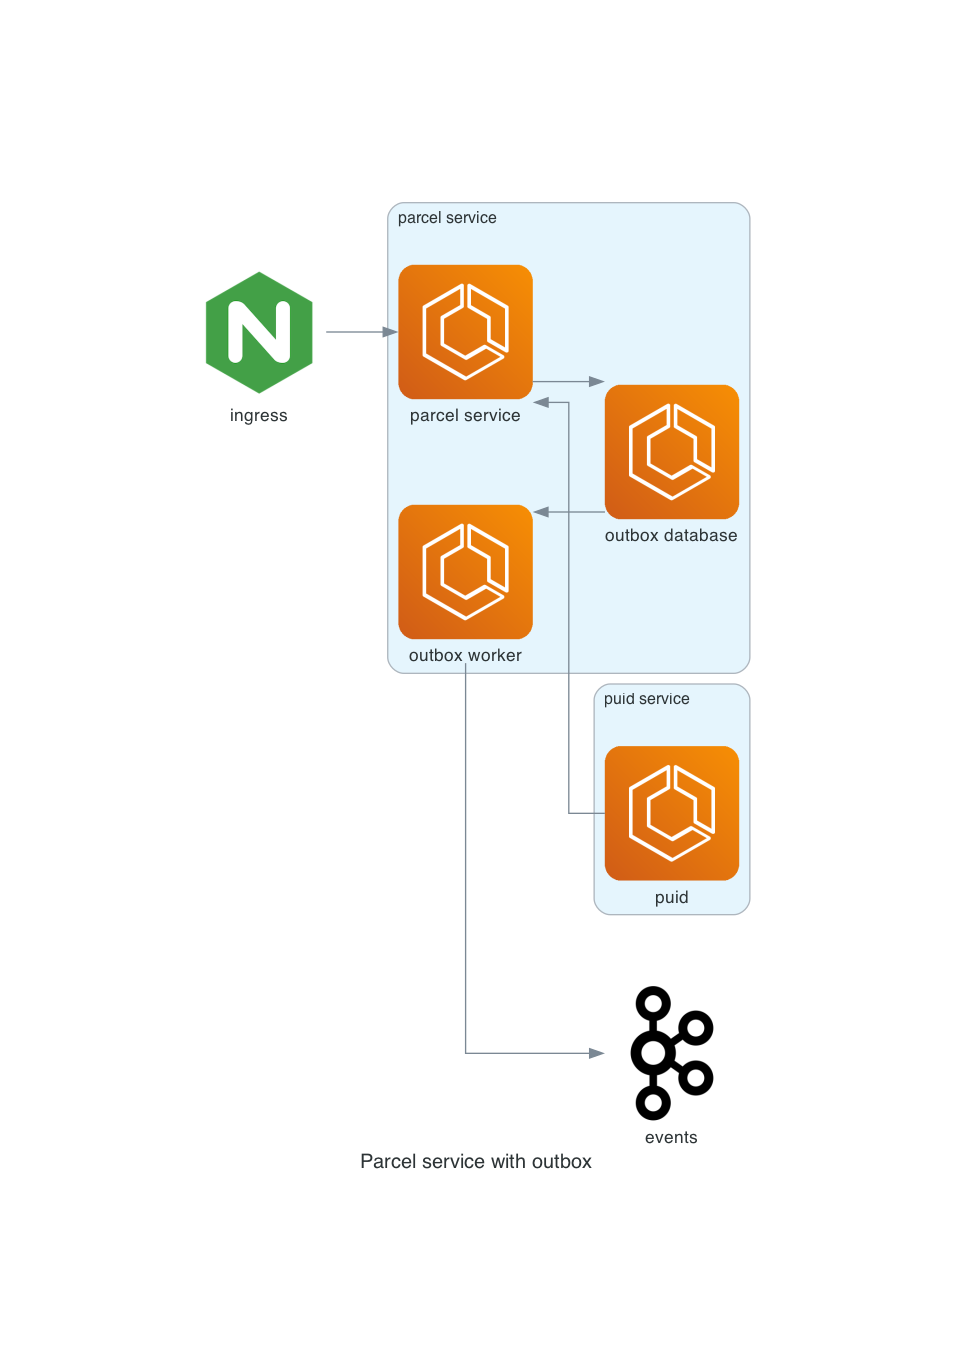 parcel service
ingress
parcel service
outbox database
outbox worker
puid service
puid
events
Parcel service with outbox